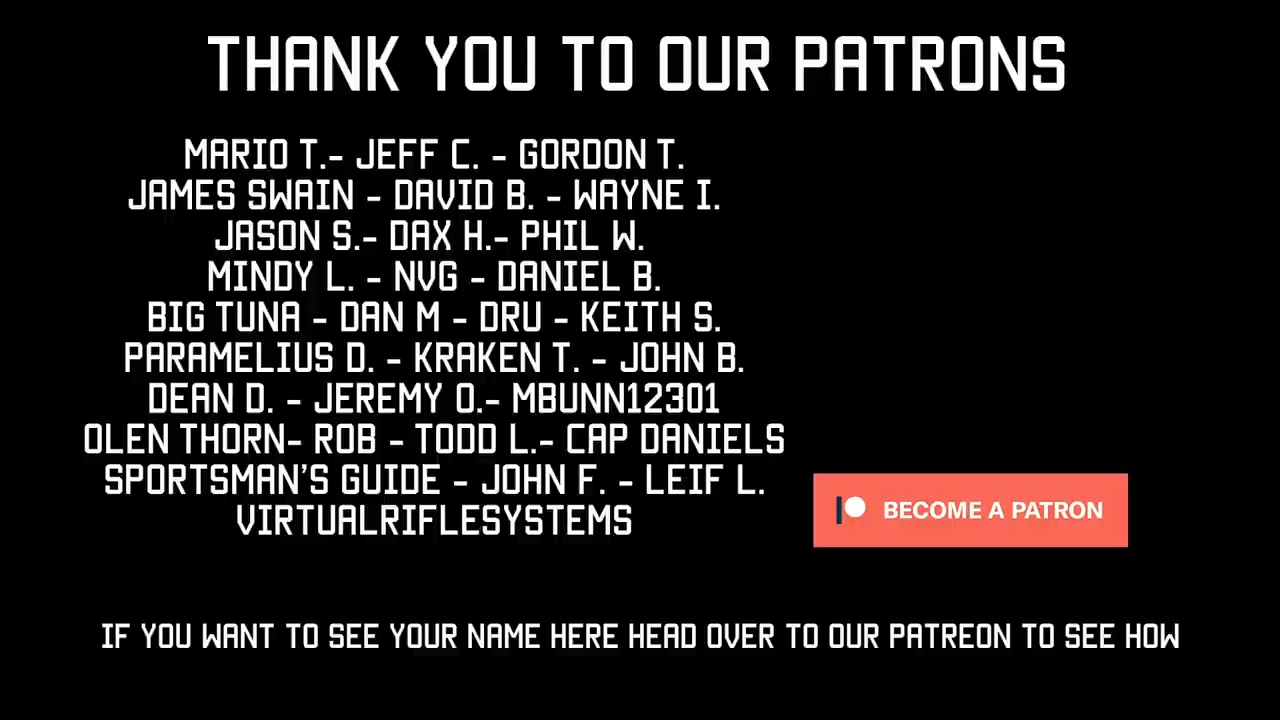 THANK YOU TO OUR PATRONS
MARIO T.- JEFF C. - GORDON T.
JAMES SWAIN - DAVID B. - WAYNE I.
JASON S.- DAX H.- PHIL W.
MINDY L. - NVG - DANIEL B.
BIG TUNA - DAN M - DRU - KEITH S.
PARAMELIUS D. - KRAKEN T. - JOHN B.
DEAN D. - JEREMY O.- MBUNN12301
OLEN THORN- ROB - TODD L.- CAP DANIELS
SPORTSMAN'S GUIDE - JOHN F. - LEIF L.
VIRTUALRIFLESYSTEMS
BECOME A PATRON
IF YOU WANT TO SEE YOUR NAME HERE HEAD OVER TO OUR PATREON TO SEE HOW